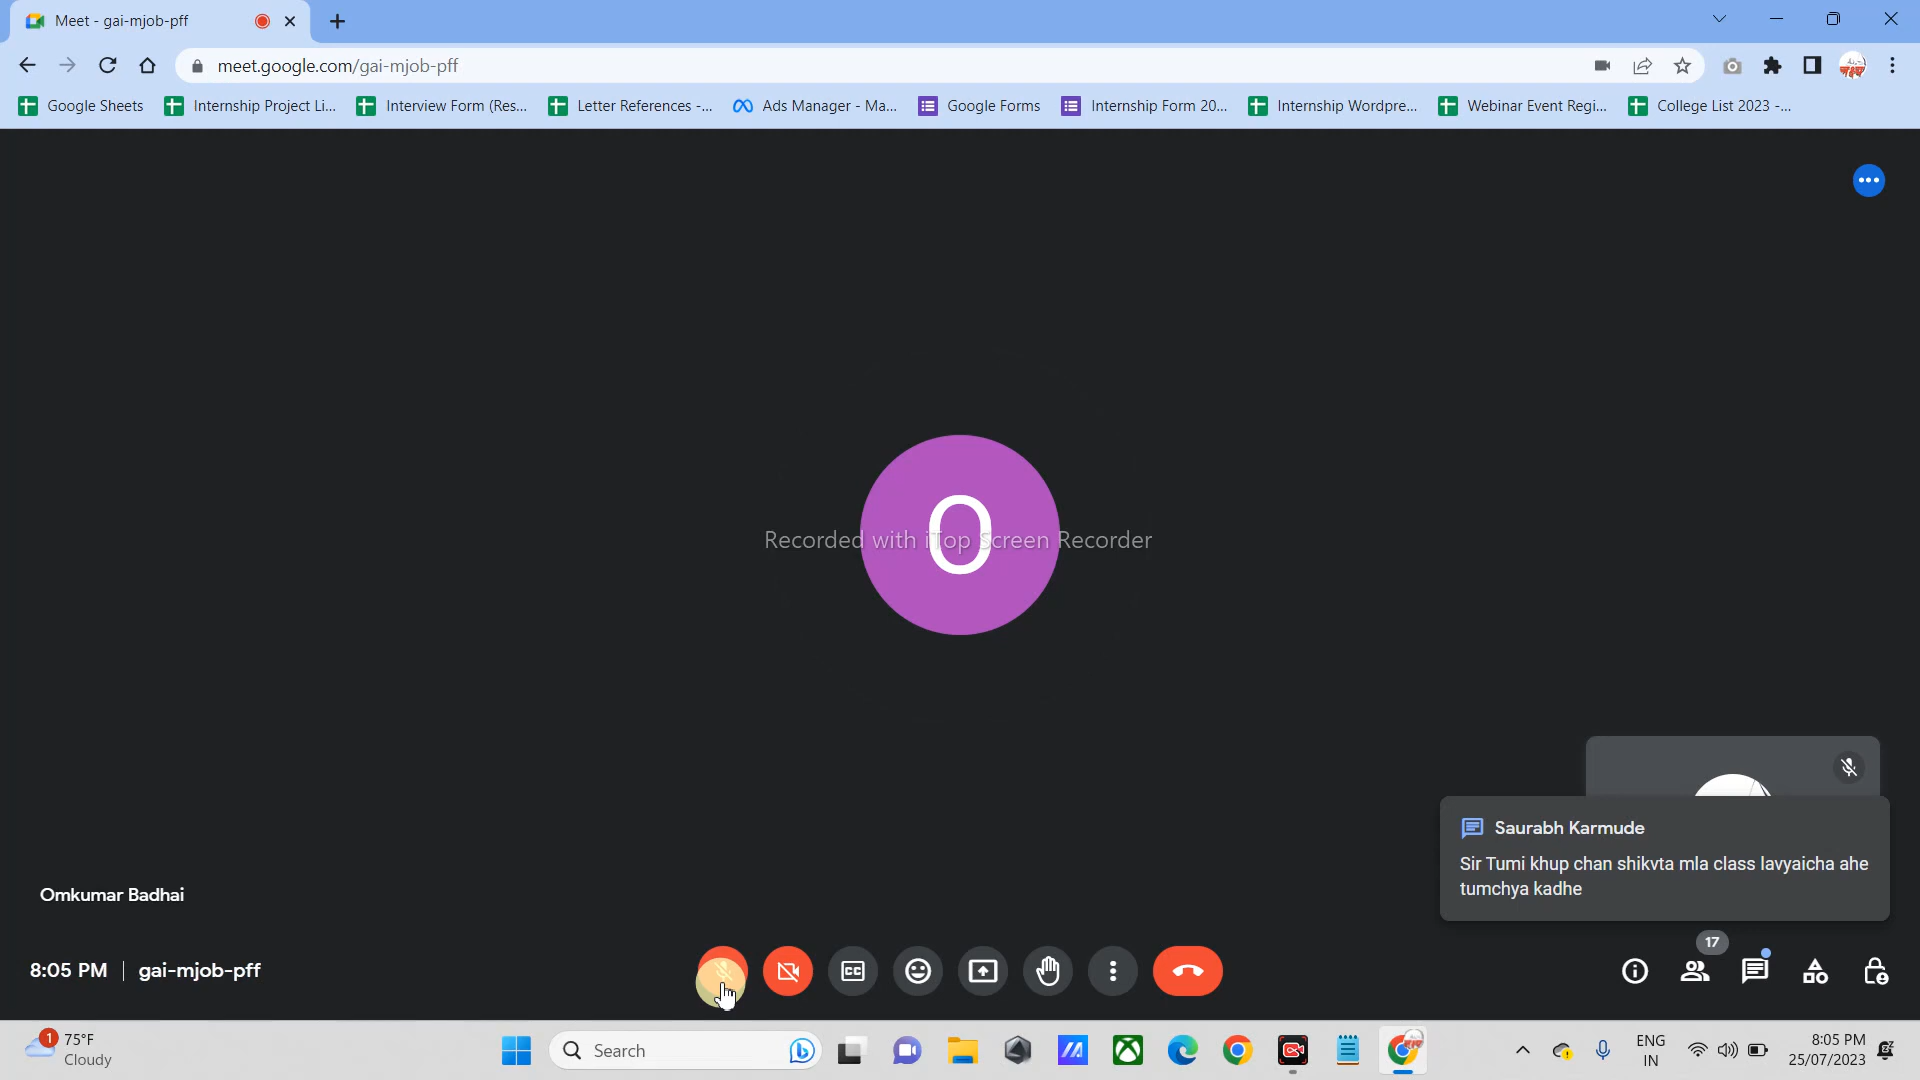 Meet - gai-mjob-pff
meet.google.com/gai-mjob-pff
Google Sheets Internship Project Li... Interview Form (Res... Letter References -... Ads Manager - Ma... Google Forms Internship Form 20... Internship Wordpre... Webinar Event Regi... College List 2023 -...
O
Recorded with iTop Screen Recorder
Saurabh Karmude
Sir Tumi khup chan shikvta mla class lavyaicha ahe
tumchya kadhe
Omkumar Badhai
17
8:05 PM | gai-mjob-pff
1 75°F
Cloudy
Search
ENG
IN
8:05 PM
25/07/2023